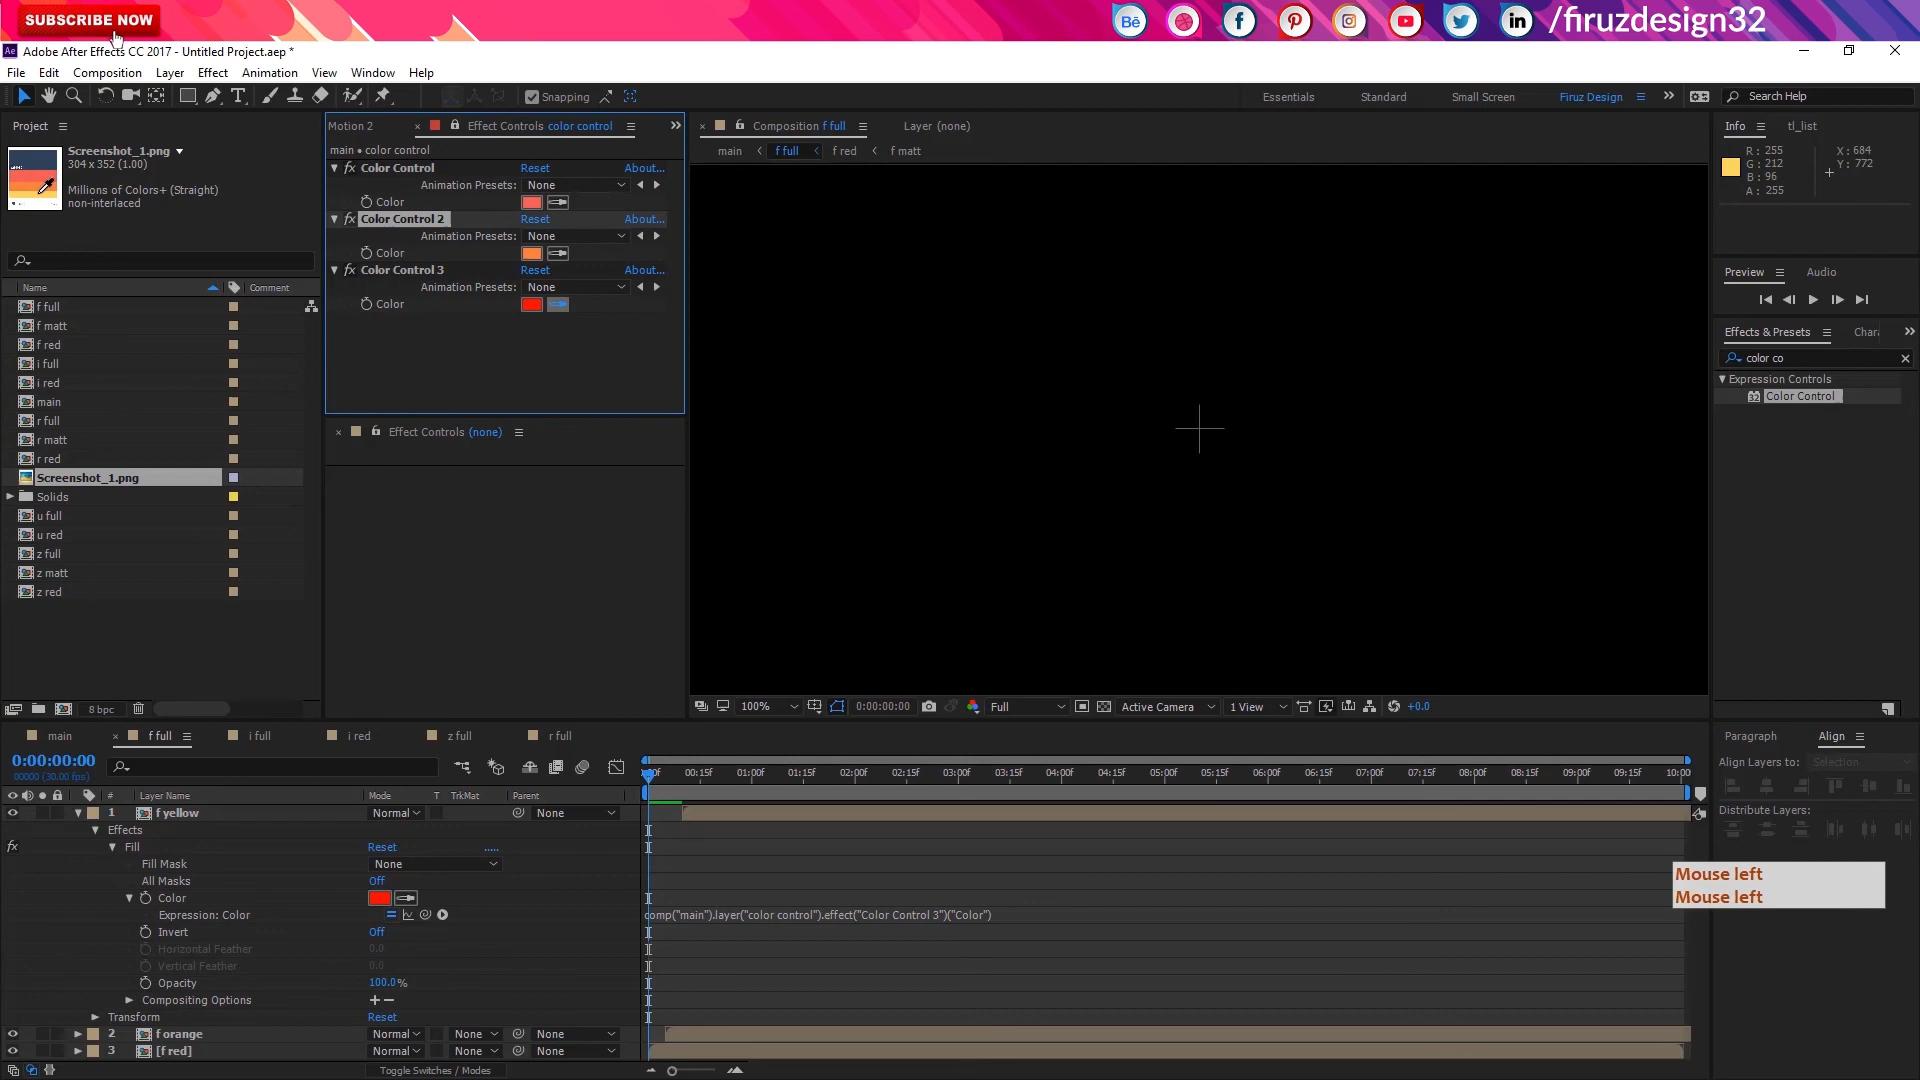 SUBSCRIBE NOW
/firuzdesign32
Adobe After Effects CC 2017 - Untitled Project.aep *
File Edit Composition Layer Effect Animation View Window Help
Snapping
Essentials Standard Small Screen Firuz Design Search Help
Project
Screenshot_1.png
304 x 352 (1.00)
Millions of Colors+ (Straight)
non-interlaced
Name Comment
f full
f matt
f red
i full
i red
main
r full
r matt
r red
Screenshot_1.png
Solids
u full
u red
z full
z matt
z red
8 bpc
Motion 2 Effect Controls color control
main • color control
Color Control Reset About...
Animation Presets: None
Color
Color Control 2 Reset About...
Animation Presets: None
Color
Color Control 3 Reset About...
Animation Presets: None
Color
Effect Controls (none)
Composition f full Layer (none)
main f full f red f matt
100% 0:00:00:00 Full Active Camera 1 View +0.0
Info tl_list
R: 255 X: 684
G: 212 Y: 772
B: 96
A: 255
Preview Audio
Effects & Presets
color co
Expression Controls
Color Control
main f full i full i red z full r full
0:00:00:00
00000 (30.00 fps)
00:15f 01:00f 01:15f 02:00f 02:15f 03:00f 03:15f 04:00f 04:15f 05:00f 05:15f 06:00f 06:15f 07:00f 07:15f 08:00f 08:15f 09:00f 09:15f
# Layer Name Mode T TrkMat Parent
1 f yellow Normal None
Effects
fx Fill Reset .....
Fill Mask None
All Masks Off
Color
Expression: Color comp("main").layer("color control").effect("Color Control 3")("Color")
Invert Off
Horizontal Feather 0.0
Vertical Feather 0.0
Opacity 100.0%
Compositing Options
Transform Reset
2 f orange Normal None None
3 [f red] Normal None None
Toggle Switches / Modes
Paragraph Align
Align Layers to: Selection
Distribute Layers:
Mouse left
Mouse left